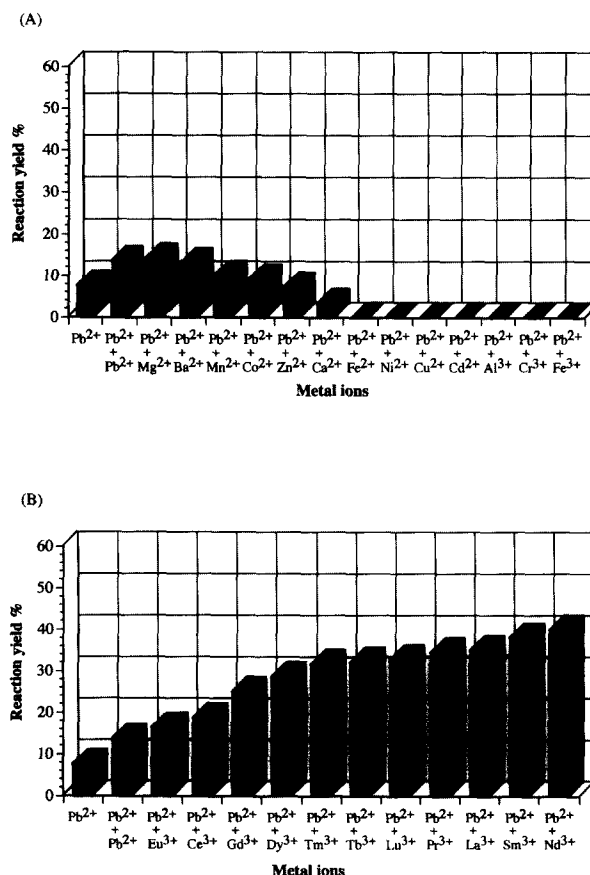 (A)
60
50
40
30
20
10
0
Reaction yield %
Pb2+ Pb2+ Pb2+ Pb2+ Pb2+ Pb2+ Pb2+ Pb2+ Pb2+ Pb2+ Pb2+ Pb2+ Pb2+ Pb2+ Pb2+
+ + + + + + + + + + + + + +
Pb2+ Mg2+ Ba2+ Mn2+ Co2+ Zn2+ Ca2+ Fe2+ Ni2+ Cu2+ Cd2+ Al3+ Cr3+ Fe3+
Metal ions
(B)
60
50
40
30
20
10
0
Reaction yield %
Pb2+ Pb2+ Pb2+ Pb2+ Pb2+ Pb2+ Pb2+ Pb2+ Pb2+ Pb2+ Pb2+ Pb2+ Pb2+
+ + + + + + + + + + + +
Pb2+ Eu3+ Ce3+ Gd3+ Dy3+ Tm3+ Tb3+ Lu3+ Pr3+ La3+ Sm3+ Nd3+
Metal ions